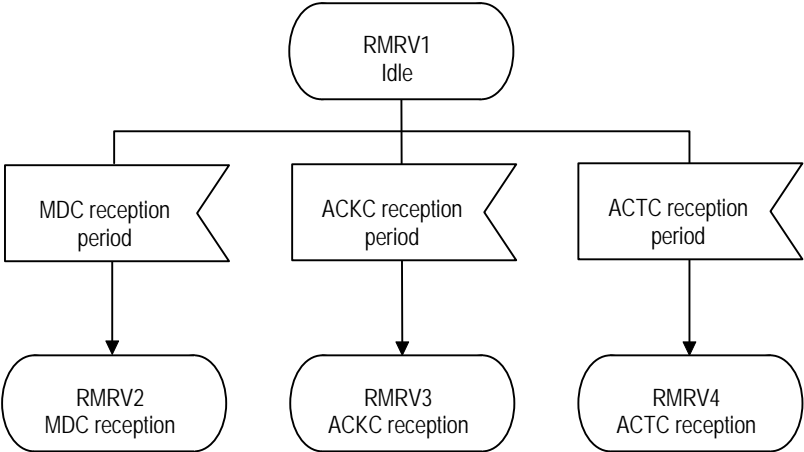 RMRV1
Idle
MDC reception
period
ACKC reception
period
ACTC reception
period
RMRV2
MDC reception
RMRV3
ACKC reception
RMRV4
ACTC reception